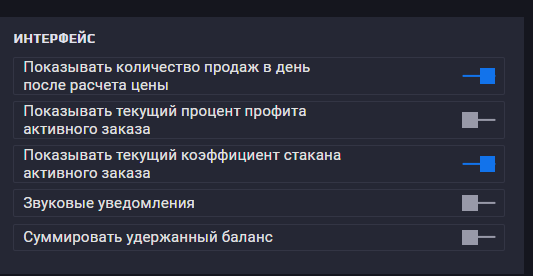 ИНТЕРФЕЙС
Показывать количество продаж в день
после расчета цены
Показывать текущий процент профита
активного заказа
Показывать текущий коэффициент стакана
активного заказа
Звуковые уведомления
Суммировать удержанный баланс